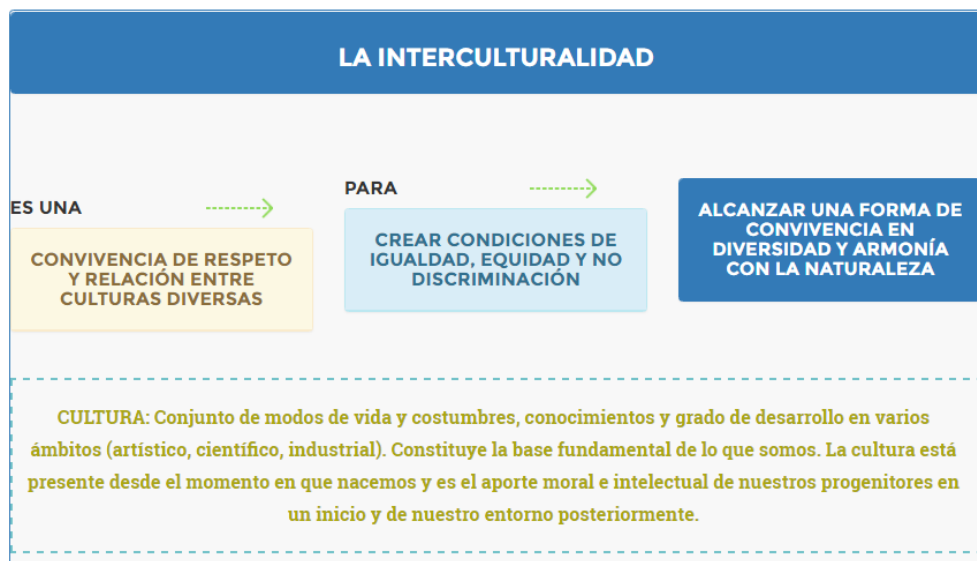 LA INTERCULTURALIDAD
ES UNA
CONVIVENCIA DE RESPETO
Y RELACIÓN ENTRE
CULTURAS DIVERSAS
PARA
CREAR CONDICIONES DE
IGUALDAD, EQUIDAD Y NO
DISCRIMINACIÓN
ALCANZAR UNA FORMA DE
CONVIVENCIA EN
DIVERSIDAD Y ARMONÍA
CON LA NATURALEZA
CULTURA: Conjunto de modos de vida y costumbres, conocimientos y grado de desarrollo en varios
ámbitos (artístico, científico, industrial). Constituye la base fundamental de lo que somos. La cultura está
presente desde el momento en que nacemos y es el aporte moral e intelectual de nuestros progenitores en
un inicio y de nuestro entorno posteriormente.